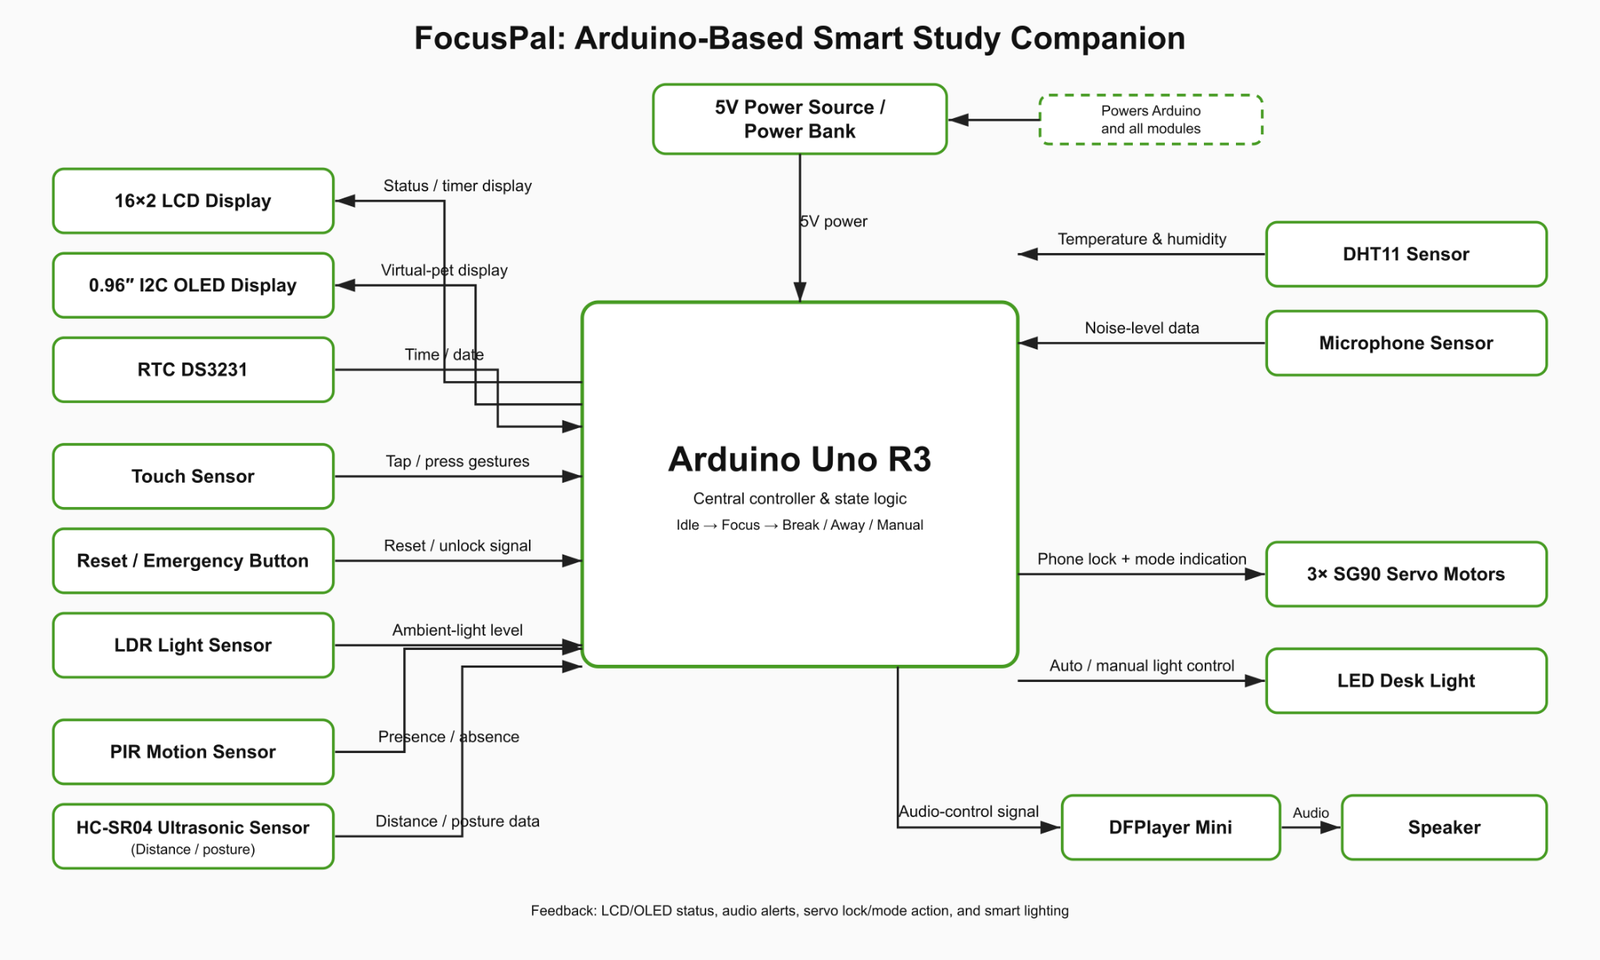 FocusPal: Arduino-Based Smart Study Companion
5V Power Source /
Power Bank
Powers Arduino
and all modules
5V power
16×2 LCD Display
Status / timer display
0.96″ I2C OLED Display
Virtual-pet display
RTC DS3231
Time / date
Touch Sensor
Tap / press gestures
Reset / Emergency Button
Reset / unlock signal
LDR Light Sensor
Ambient-light level
PIR Motion Sensor
Presence / absence
HC-SR04 Ultrasonic Sensor
(Distance / posture)
Distance / posture data
Arduino Uno R3
Central controller & state logic
Idle → Focus → Break / Away / Manual
Temperature & humidity
DHT11 Sensor
Noise-level data
Microphone Sensor
Phone lock + mode indication
3× SG90 Servo Motors
Auto / manual light control
LED Desk Light
Audio-control signal
DFPlayer Mini
Audio
Speaker
Feedback: LCD/OLED status, audio alerts, servo lock/mode action, and smart lighting